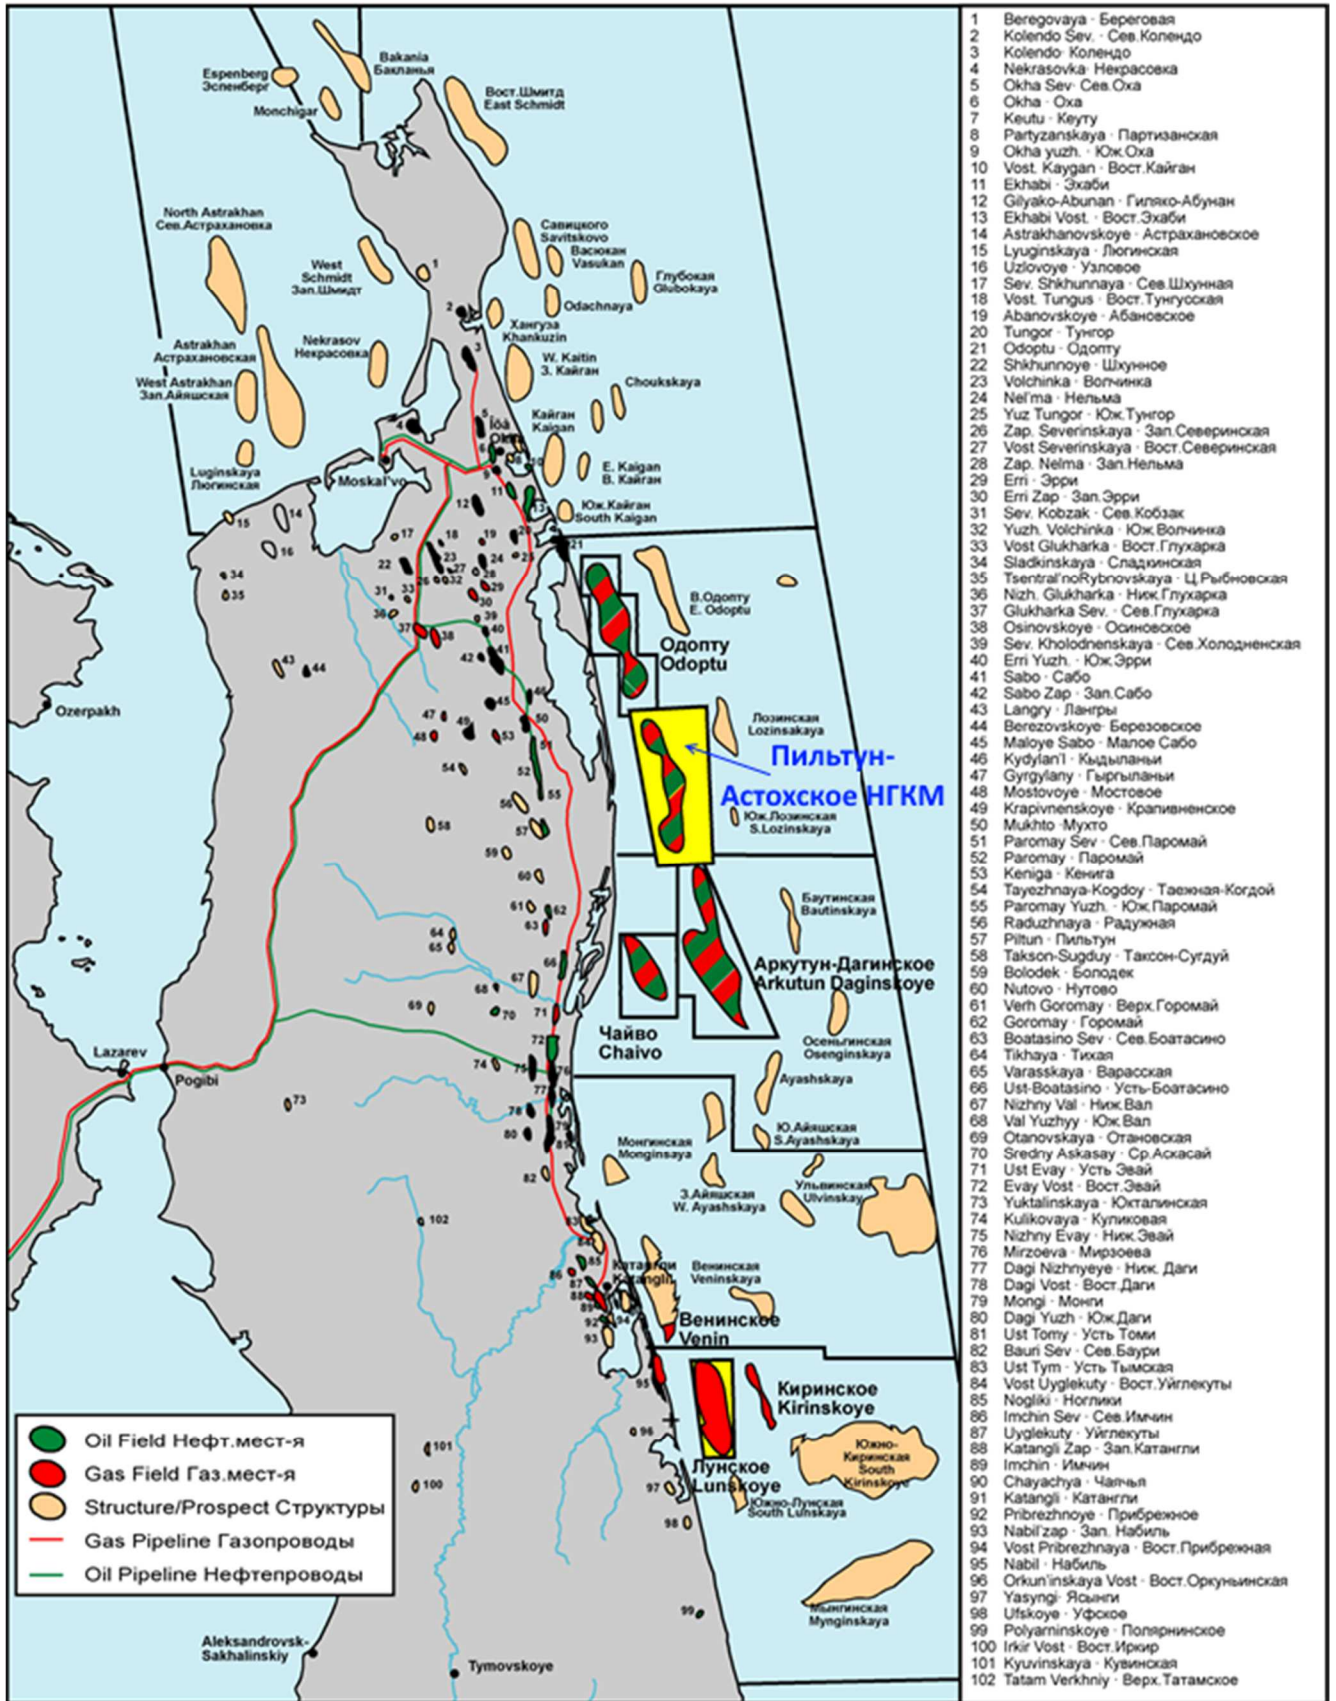 Bakania
Бакланья
Espenberg
Эспенберг
Monchigar
Вост.Шмитд
East Schmidt
North Astrakhan
Сев.Астрахановка
West
Schmidt
Зап.Шмидт
Савицкого
Savitskovo
Васюкан
Vasukan
Глубокая
Glubokaya
Odachnaya
Хангуза
Khankuzin
Nekrasov
Некрасовка
Astrakhan
Астрахановская
West Astrakhan
Зап.Айяшская
W. Kaitin
З. Кайган
Choukskaya
Кайган
Kaigan
Luginskaya
Люгинская
Moskal'vo
E. Kaigan
В. Кайган
Юж.Кайган
South Kaigan
В.Одопту
E. Odoptu
Одопту
Odoptu
Лозинская
Lozinsakaya
Пильтун-
Астохское НГКМ
Юж.Лозинская
S.Lozinskaya
Ozerpakh
Баутинская
Bautinskaya
Аркутун-Дагинское
Arkutun Daginskoye
Чайво
Chaivo
Осеньгинская
Osenginskaya
Ayashskaya
Lazarev
Pogibi
Ю.Айяшская
S.Ayashskaya
Монгинская
Monginsaya
З.Айяшская
W. Ayashskaya
Ульвинская
Ulvinskay
Катангли
Katangli
Венинская
Veninskaya
Венинское
Venin
Киринское
Kirinskoye
Лунское
Lunskoye
Южно-
Киринская
South
Kirinskoye
Южно-Лунская
South Lunskaya
Мынгинская
Mynginskaya
Aleksandrovsk-
Sakhalinskiy
Tymovskoye
Oil Field Нефт.мест-я
Gas Field Газ.мест-я
Structure/Prospect Структуры
Gas Pipeline Газопроводы
Oil Pipeline Нефтепроводы
1 Beregovaya · Береговая
2 Kolendo Sev. · Сев.Колендо
3 Kolendo· Колендо
4 Nekrasovka· Некрасовка
5 Okha Sev· Сев.Оха
6 Okha · Оха
7 Keutu · Кеуту
8 Partyzanskaya · Партизанская
9 Okha yuzh. · Юж.Оха
10 Vost. Kaygan · Вост.Кайган
11 Ekhabi · Эхаби
12 Gilyako-Abunan · Гиляко-Абунан
13 Ekhabi Vost. · Вост.Эхаби
14 Astrakhanovskoye · Астрахановское
15 Lyuginskaya · Люгинская
16 Uzlovoye · Узловое
17 Sev. Shkhunnaya · Сев.Шхунная
18 Vost. Tungus · Вост.Тунгусская
19 Abanovskoye · Абановское
20 Tungor · Тунгор
21 Odoptu · Одопту
22 Shkhunnoye · Шхунное
23 Volchinka · Волчинка
24 Nel'ma · Нельма
25 Yuz Tungor · Юж.Тунгор
26 Zap. Severinskaya · Зап.Северинская
27 Vost Severinskaya · Вост.Северинская
28 Zap. Nelma · Зап.Нельма
29 Erri · Эрри
30 Erri Zap · Зап.Эрри
31 Sev. Kobzak · Сев.Кобзак
32 Yuzh. Volchinka · Юж.Волчинка
33 Vost Glukharka · Вост.Глухарка
34 Sladkinskaya · Сладкинская
35 Tsentral'noRybnovskaya · Ц.Рыбновская
36 Nizh. Glukharka · Ниж.Глухарка
37 Glukharka Sev. · Сев.Глухарка
38 Osinovskoye · Осиновское
39 Sev. Kholodnenskaya · Сев.Холодненская
40 Erri Yuzh. · Юж.Эрри
41 Sabo · Сабо
42 Sabo Zap · Зап.Сабо
43 Langry · Лангры
44 Berezovskoye· Березовское
45 Maloye Sabo · Малое Сабо
46 Kydylan'I · Кыдыланьи
47 Gyrgylany · Гыргыланьи
48 Mostovoye · Мостовое
49 Krapivnenskoye · Крапивненское
50 Mukhto ·Мухто
51 Paromay Sev · Сев.Паромай
52 Paromay · Паромай
53 Keniga · Кенига
54 Tayezhnaya-Kogdoy · Таежная-Когдой
55 Paromay Yuzh. · Юж.Паромай
56 Raduzhnaya · Радужная
57 Piltun · Пильтун
58 Takson-Sugduy · Таксон-Сугдуй
59 Bolodek · Болодек
60 Nutovo · Нутово
61 Verh Goromay · Верх.Горомай
62 Goromay · Горомай
63 Boatasino Sev · Сев.Боатасино
64 Tikhaya · Тихая
65 Varasskaya · Варасская
66 Ust-Boatasino · Усть-Боатасино
67 Nizhny Val · Ниж.Вал
68 Val Yuzhyy · Юж.Вал
69 Otanovskaya · Отановская
70 Sredny Askasay · Ср.Аскасай
71 Ust Evay · Усть Эвай
72 Evay Vost · Вост.Эвай
73 Yuktalinskaya · Юкталинская
74 Kulikovaya · Куликовая
75 Nizhny Evay · Ниж.Эвай
76 Mirzoeva · Мирзоева
77 Dagi Nizhnyeye · Ниж. Даги
78 Dagi Vost · Вост.Даги
79 Mongi · Монги
80 Dagi Yuzh · Юж.Даги
81 Ust Tomy · Усть Томи
82 Bauri Sev · Сев.Баури
83 Ust Tym · Усть Тымская
84 Vost Uyglekuty · Вост.Уйглекуты
85 Nogliki · Ноглики
86 Imchin Sev · Сев.Имчин
87 Uyglekuty · Уйглекуты
88 Katangli Zap · Зап.Катангли
89 Imchin · Имчин
90 Chayachya · Чаячья
91 Katangli · Катангли
92 Pribrezhnoye · Прибрежное
93 Nabil'zap · Зап. Набиль
94 Vost Pribrezhnaya · Вост.Прибрежная
95 Nabil · Набиль
96 Orkun'inskaya Vost · Вост.Оркуньинская
97 Yasyngi· Ясынги
98 Ufskoye · Уфское
99 Polyarninskoye · Полярнинское
100 Irkir Vost · Вост.Иркир
101 Kyuvinskaya · Кувинская
102 Tatam Verkhniy · Верх.Татамское